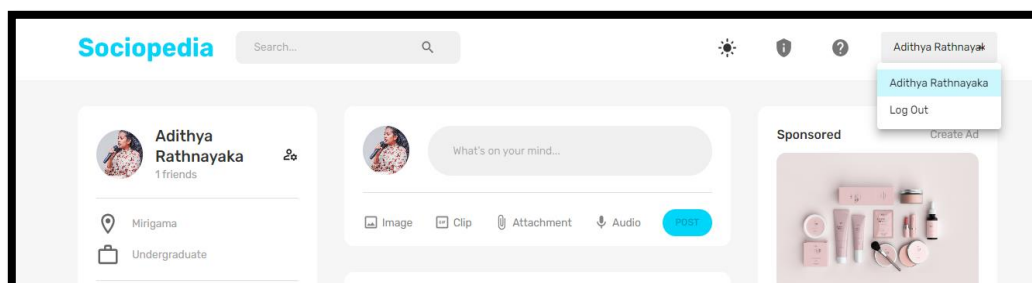 Sociopedia
Search...
Adithya Rathnayak
Adithya Rathnayaka
Log Out
Adithya
Rathnayaka
1 friends
Mirigama
Undergraduate
What's on your mind...
Image
Clip
Attachment
Audio
POST
Sponsored
Create Ad